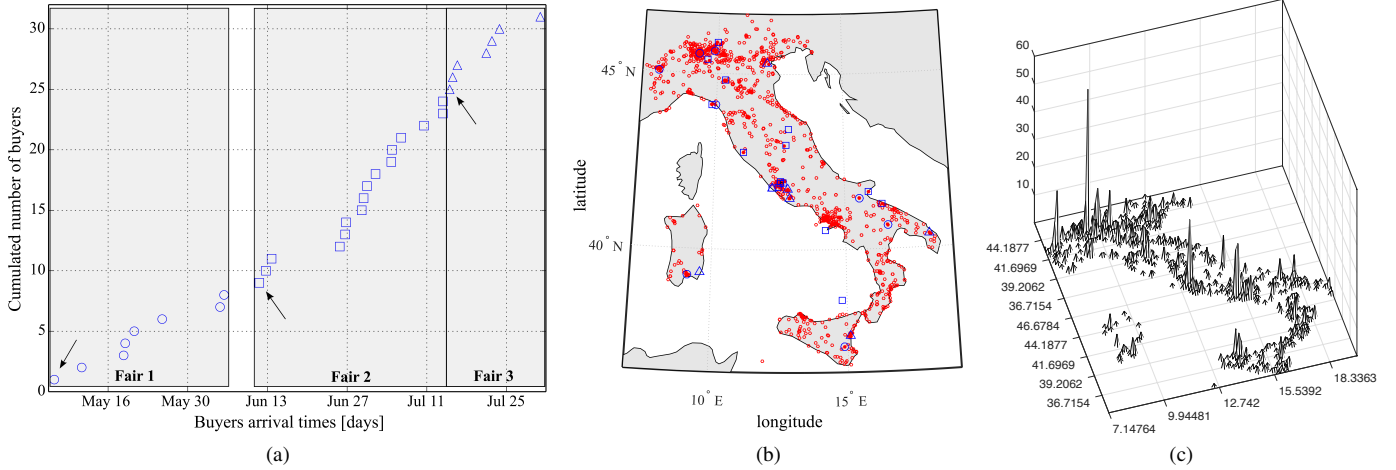 30
25
20
15
10
5
0
Cumulated number of buyers
Fair 1
Fair 2
Fair 3
May 16
May 30
Jun 13
Jun 27
Jul 11
Jul 25
Buyers arrival times [days]
(a)
45° N
40° N
latitude
10° E
15° E
longitude
(b)
60
50
40
30
20
10
44.1877
41.6969
39.2062
36.7154
46.6784
44.1877
41.6969
39.2062
36.7154
7.14764
9.94481
12.742
15.5392
18.3363
(c)